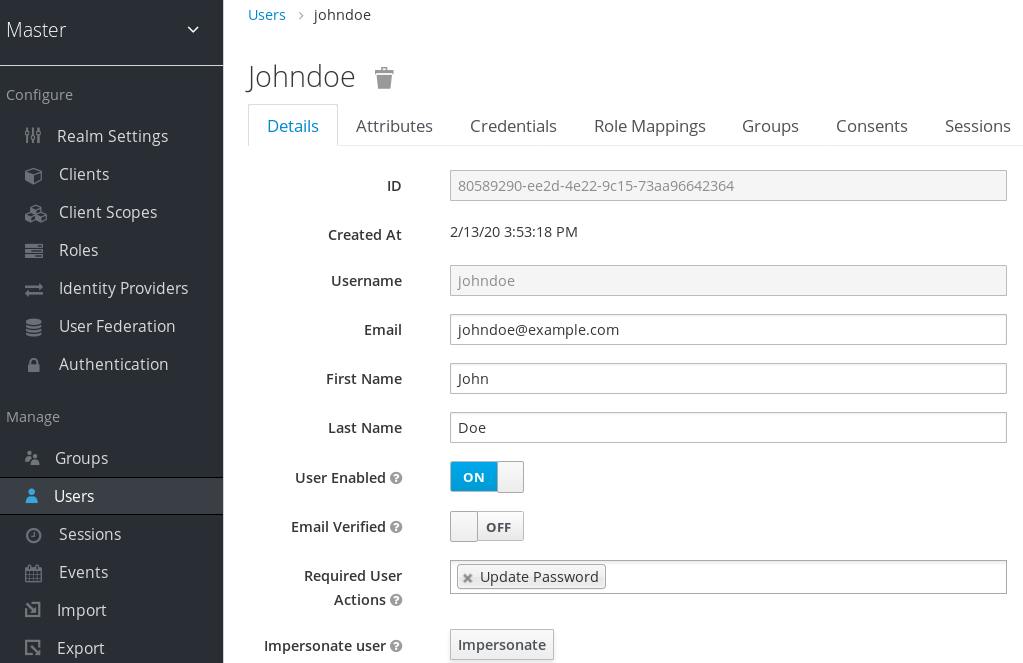 Master
Configure
Realm Settings
Clients
Client Scopes
Roles
Identity Providers
User Federation
Authentication
Manage
Groups
Users
Sessions
Events
Import
Export
Users > johndoe
Johndoe
Details Attributes Credentials Role Mappings Groups Consents Sessions
ID 80589290-ee2d-4e22-9c15-73aa96642364
Created At 2/13/20 3:53:18 PM
Username johndoe
Email johndoe@example.com
First Name John
Last Name Doe
User Enabled ON
Email Verified OFF
Required User
Actions
Update Password
Impersonate user Impersonate